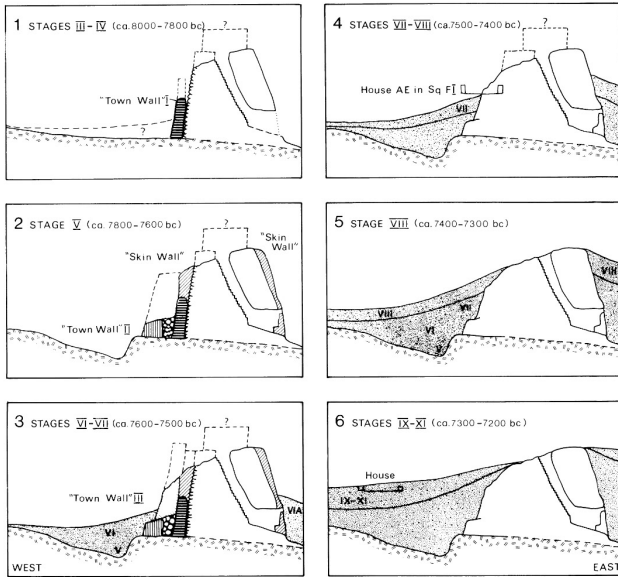 1 STAGES III-IV (ca. 8000-7800 bc)
?
"Town Wall" I
?
2 STAGE V (ca. 7800-7600 bc)
?
"Skin Wall"
"Skin
Wall"
"Town Wall" II
3 STAGES VI-VII (ca. 7600-7500 bc)
?
"Town Wall" III
VI
V
VIA
WEST
4 STAGES VII-VIII (ca. 7500-7400 bc)
?
House AE in Sq FI
VII
5 STAGE VIII (ca. 7400-7300 bc)
VIII
VII
VI
V
VIII
6 STAGES IX-XI (ca. 7300-7200 bc)
House
IX-XI
EAST